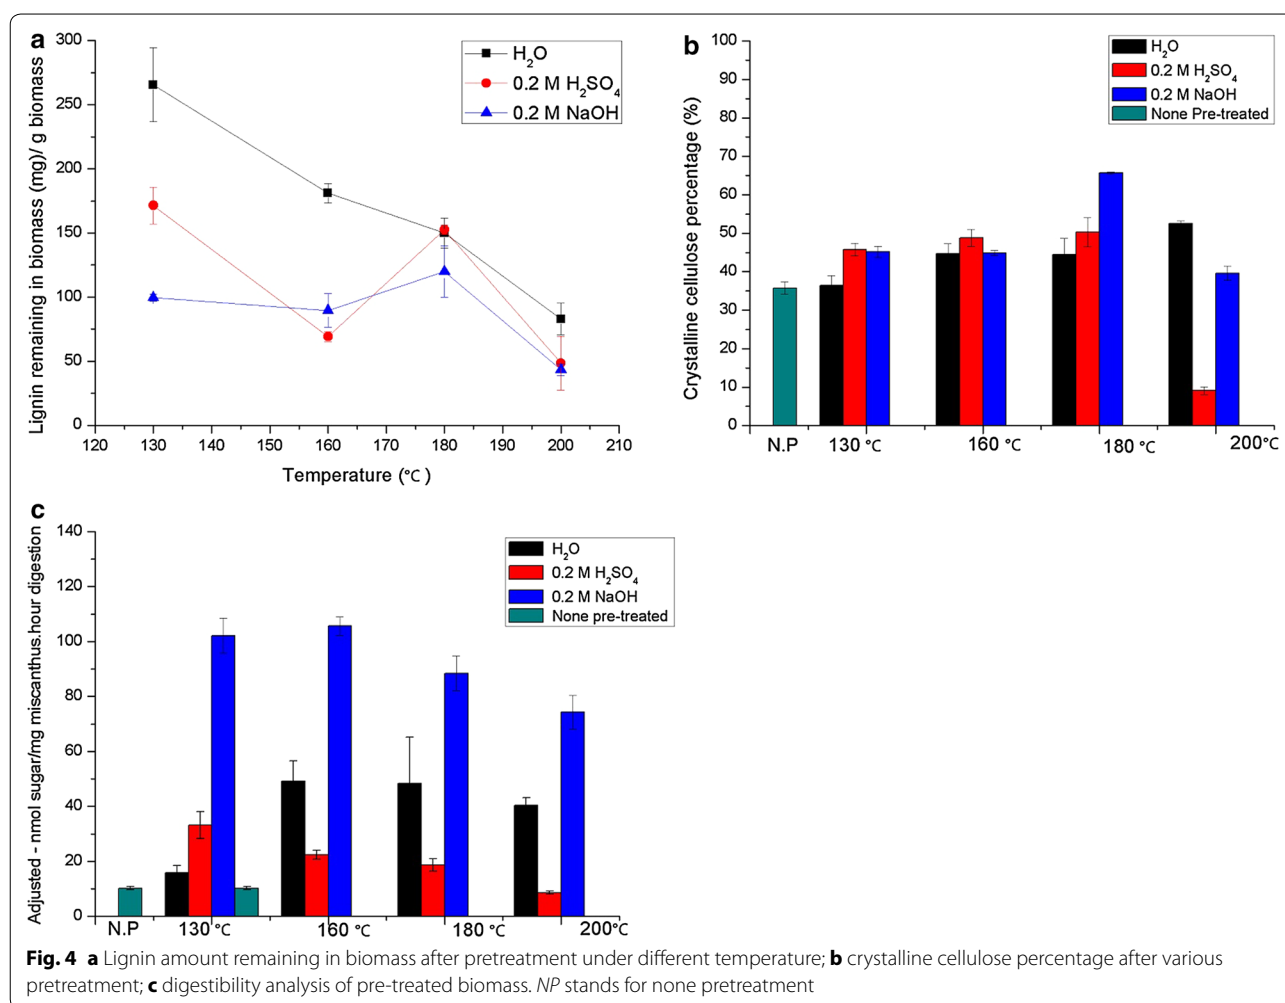 a
300
250
200
150
100
50
0
Lignin remaining in biomass (mg)/ g biomass
H2O
0.2 M H2SO4
0.2 M NaOH
120 130 140 150 160 170 180 190 200 210
Temperature (°C )
b
100
90
80
70
60
50
40
30
20
10
0
Crystalline cellulose percentage (%)
H2O
0.2 M H2SO4
0.2 M NaOH
None Pre-treated
N.P 130 °C 160 °C 180 °C 200°C
c
140
120
100
80
60
40
20
0
Adjusted - nmol sugar/mg miscanthus.hour digestion
H2O
0.2 M H2SO4
0.2 M NaOH
None pre-treated
N.P 130°C 160 °C 180 °C 200°C
Fig. 4 a Lignin amount remaining in biomass after pretreatment under different temperature; b crystalline cellulose percentage after various
pretreatment; c digestibility analysis of pre-treated biomass. NP stands for none pretreatment